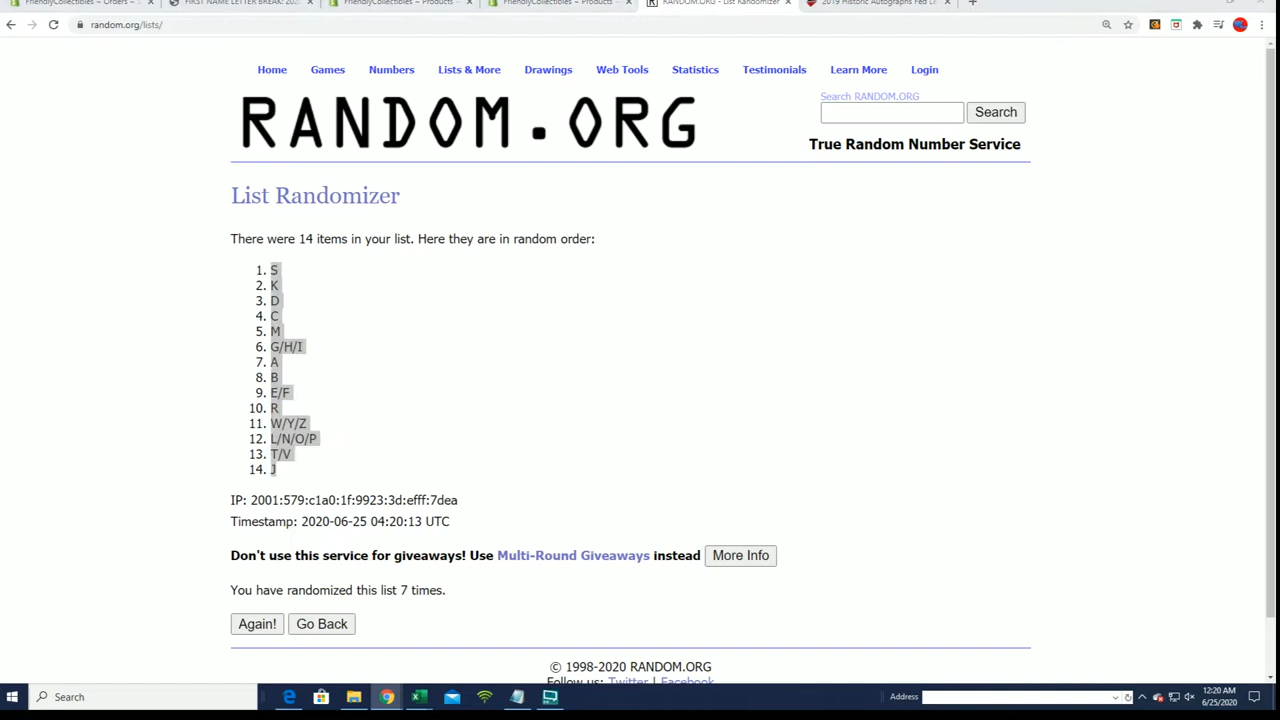 FriendlyCollectibles ~ Orders ~ S
FIRST NAME LETTER BREAK: 202
FriendlyCollectibles ~ Products ~
FriendlyCollectibles ~ Products ~
RANDOM.ORG - List Randomizer
2019 Historic Autographs Fed L
random.org/lists/
Home Games Numbers Lists & More Drawings Web Tools Statistics Testimonials Learn More Login
RANDOM.ORG
Search RANDOM.ORG
Search
True Random Number Service
List Randomizer
There were 14 items in your list. Here they are in random order:
1. S
2. K
3. D
4. C
5. M
6. G/H/I
7. A
8. B
9. E/F
10. R
11. W/Y/Z
12. L/N/O/P
13. T/V
14. J
IP: 2001:579:c1a0:1f:9923:3d:efff:7dea
Timestamp: 2020-06-25 04:20:13 UTC
Don't use this service for giveaways! Use Multi-Round Giveaways instead More Info
You have randomized this list 7 times.
Again! Go Back
© 1998-2020 RANDOM.ORG
Follow us: Twitter | Facebook
Search
Address
12:20 AM
6/25/2020